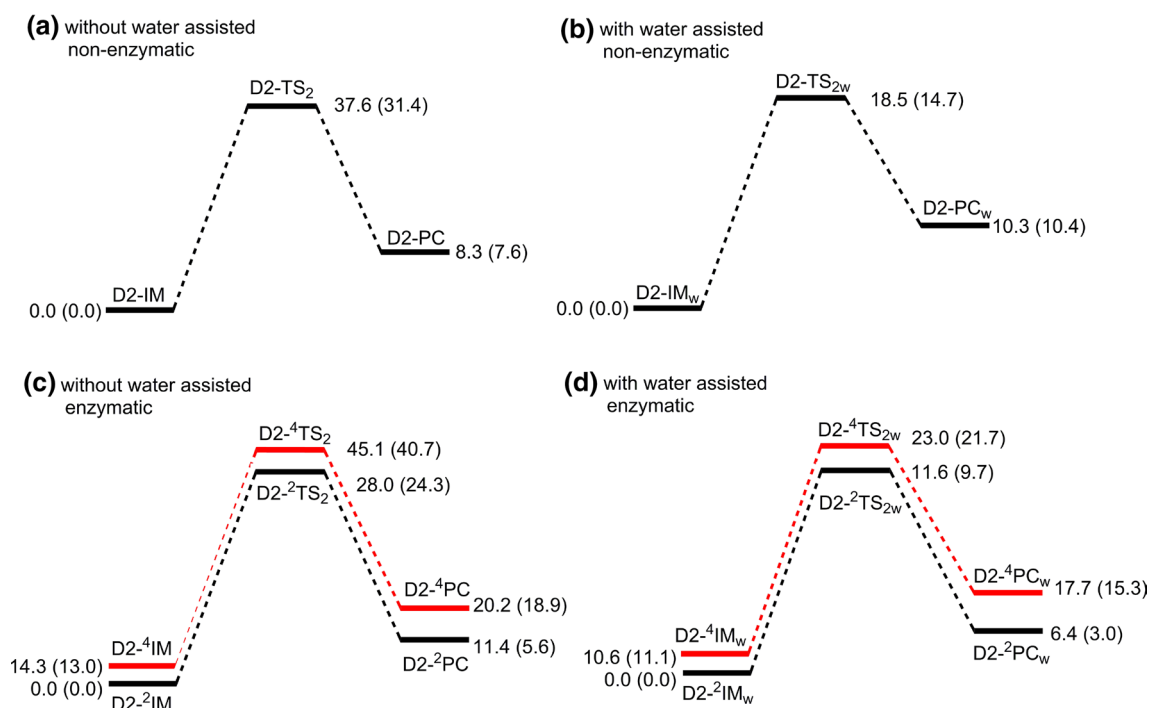 (a) without water assisted
non-enzymatic
D2-TS₂
37.6 (31.4)
D2-PC
8.3 (7.6)
D2-IM
0.0 (0.0)
(b) with water assisted
non-enzymatic
D2-TS₂w
18.5 (14.7)
D2-PCw
10.3 (10.4)
D2-IMw
0.0 (0.0)
(c) without water assisted
enzymatic
D2-⁴TS₂
45.1 (40.7)
28.0 (24.3)
D2-²TS₂
D2-⁴PC
20.2 (18.9)
11.4 (5.6)
D2-²PC
D2-⁴IM
14.3 (13.0)
0.0 (0.0)
D2-²IM
(d) with water assisted
enzymatic
D2-⁴TS₂w
23.0 (21.7)
11.6 (9.7)
D2-²TS₂w
D2-⁴PCw
17.7 (15.3)
6.4 (3.0)
D2-²PCw
D2-⁴IMw
10.6 (11.1)
0.0 (0.0)
D2-²IMw